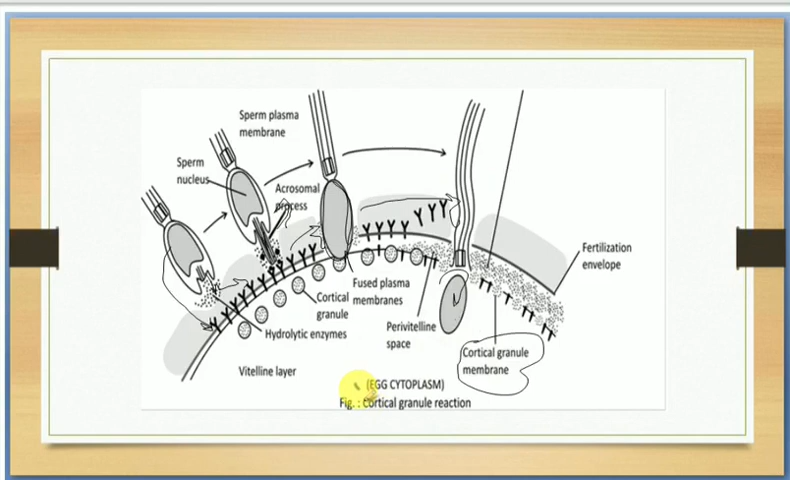 Sperm plasma
membrane
Sperm
nucleus
Acrosomal
process
Fertilization
envelope
Fused plasma
membranes
Cortical
granule
Perivitelline
space
Hydrolytic enzymes
Cortical granule
membrane
Vitelline layer
(EGG CYTOPLASM)
Fig. : Cortical granule reaction